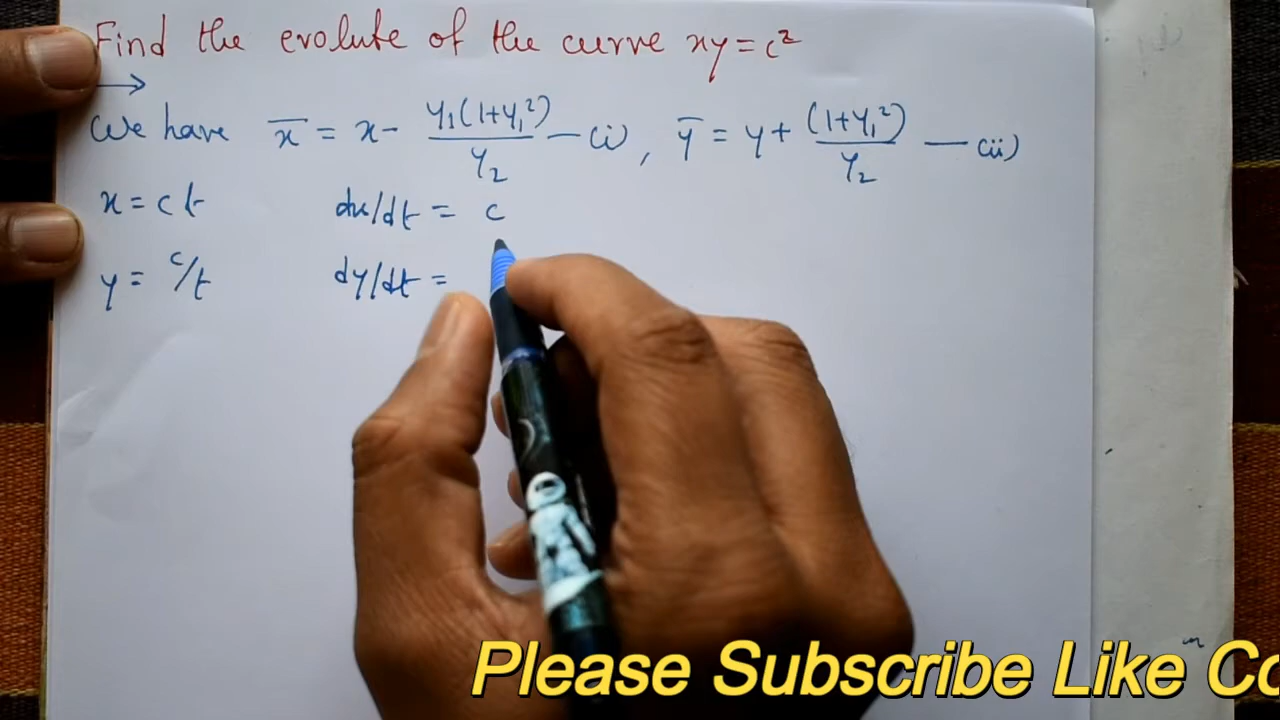 Find the evolute of the curve xy=c²
→
We have x̅ = x- y₁(1+y₁²)/y₂ —(i) , y̅ = y+ (1+y₁²)/y₂ —(ii)
x = ct dx/dt = c
y = c/t dy/dt =
Please Subscribe Like Co